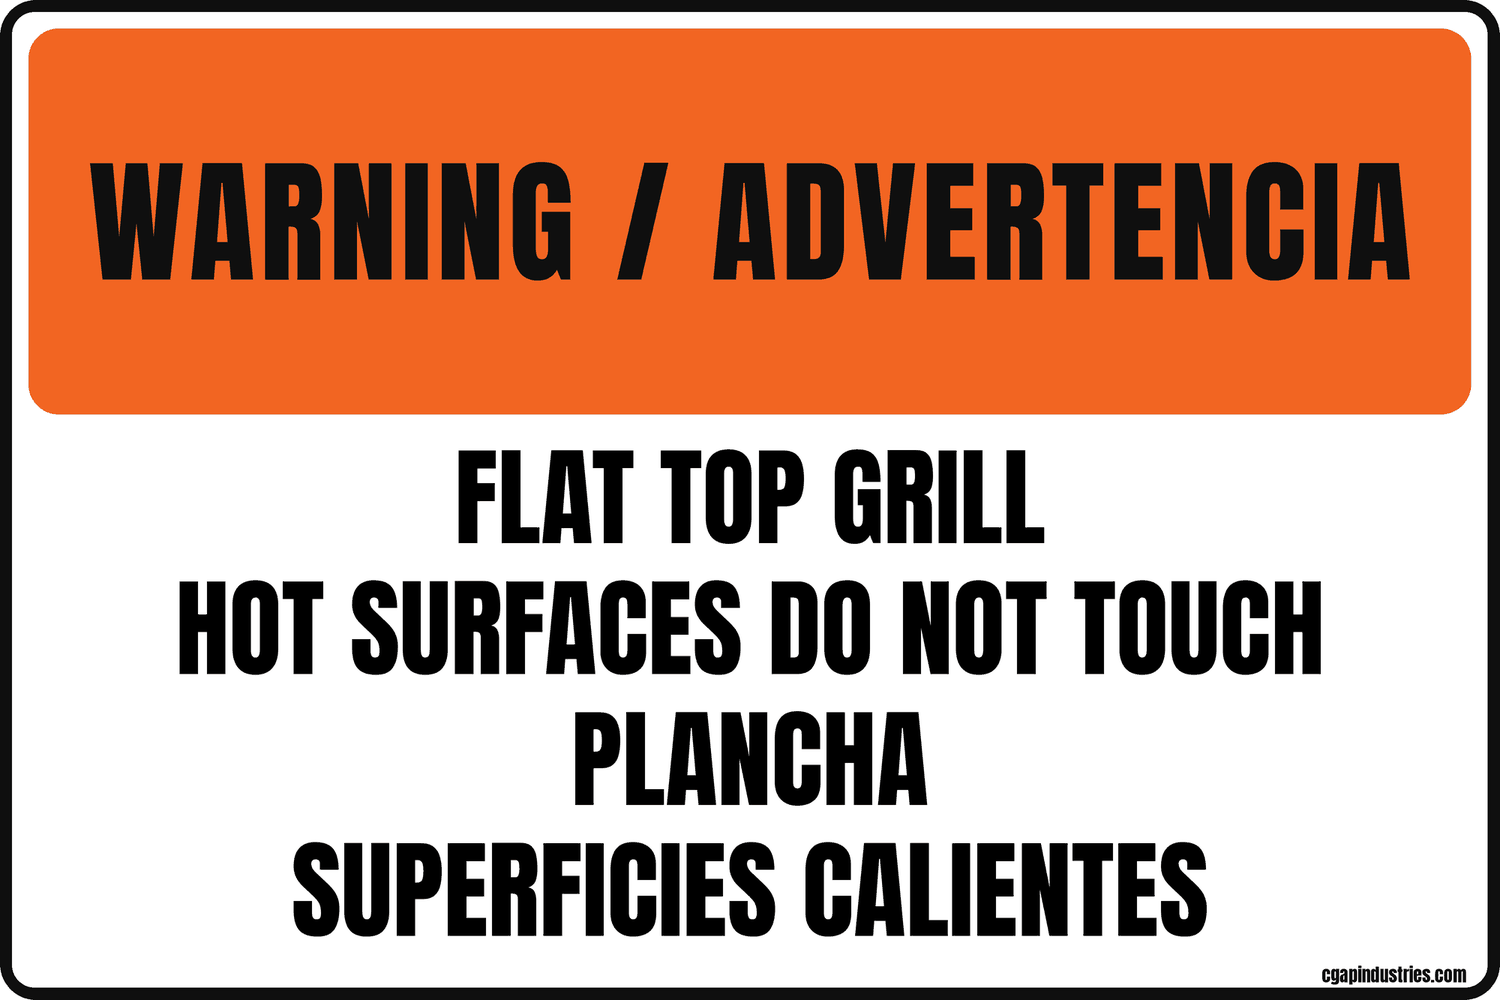 WARNING / ADVERTENCIA
FLAT TOP GRILL
HOT SURFACES DO NOT TOUCH
PLANCHA
SUPERFICIES CALIENTES
cgapindustries.com